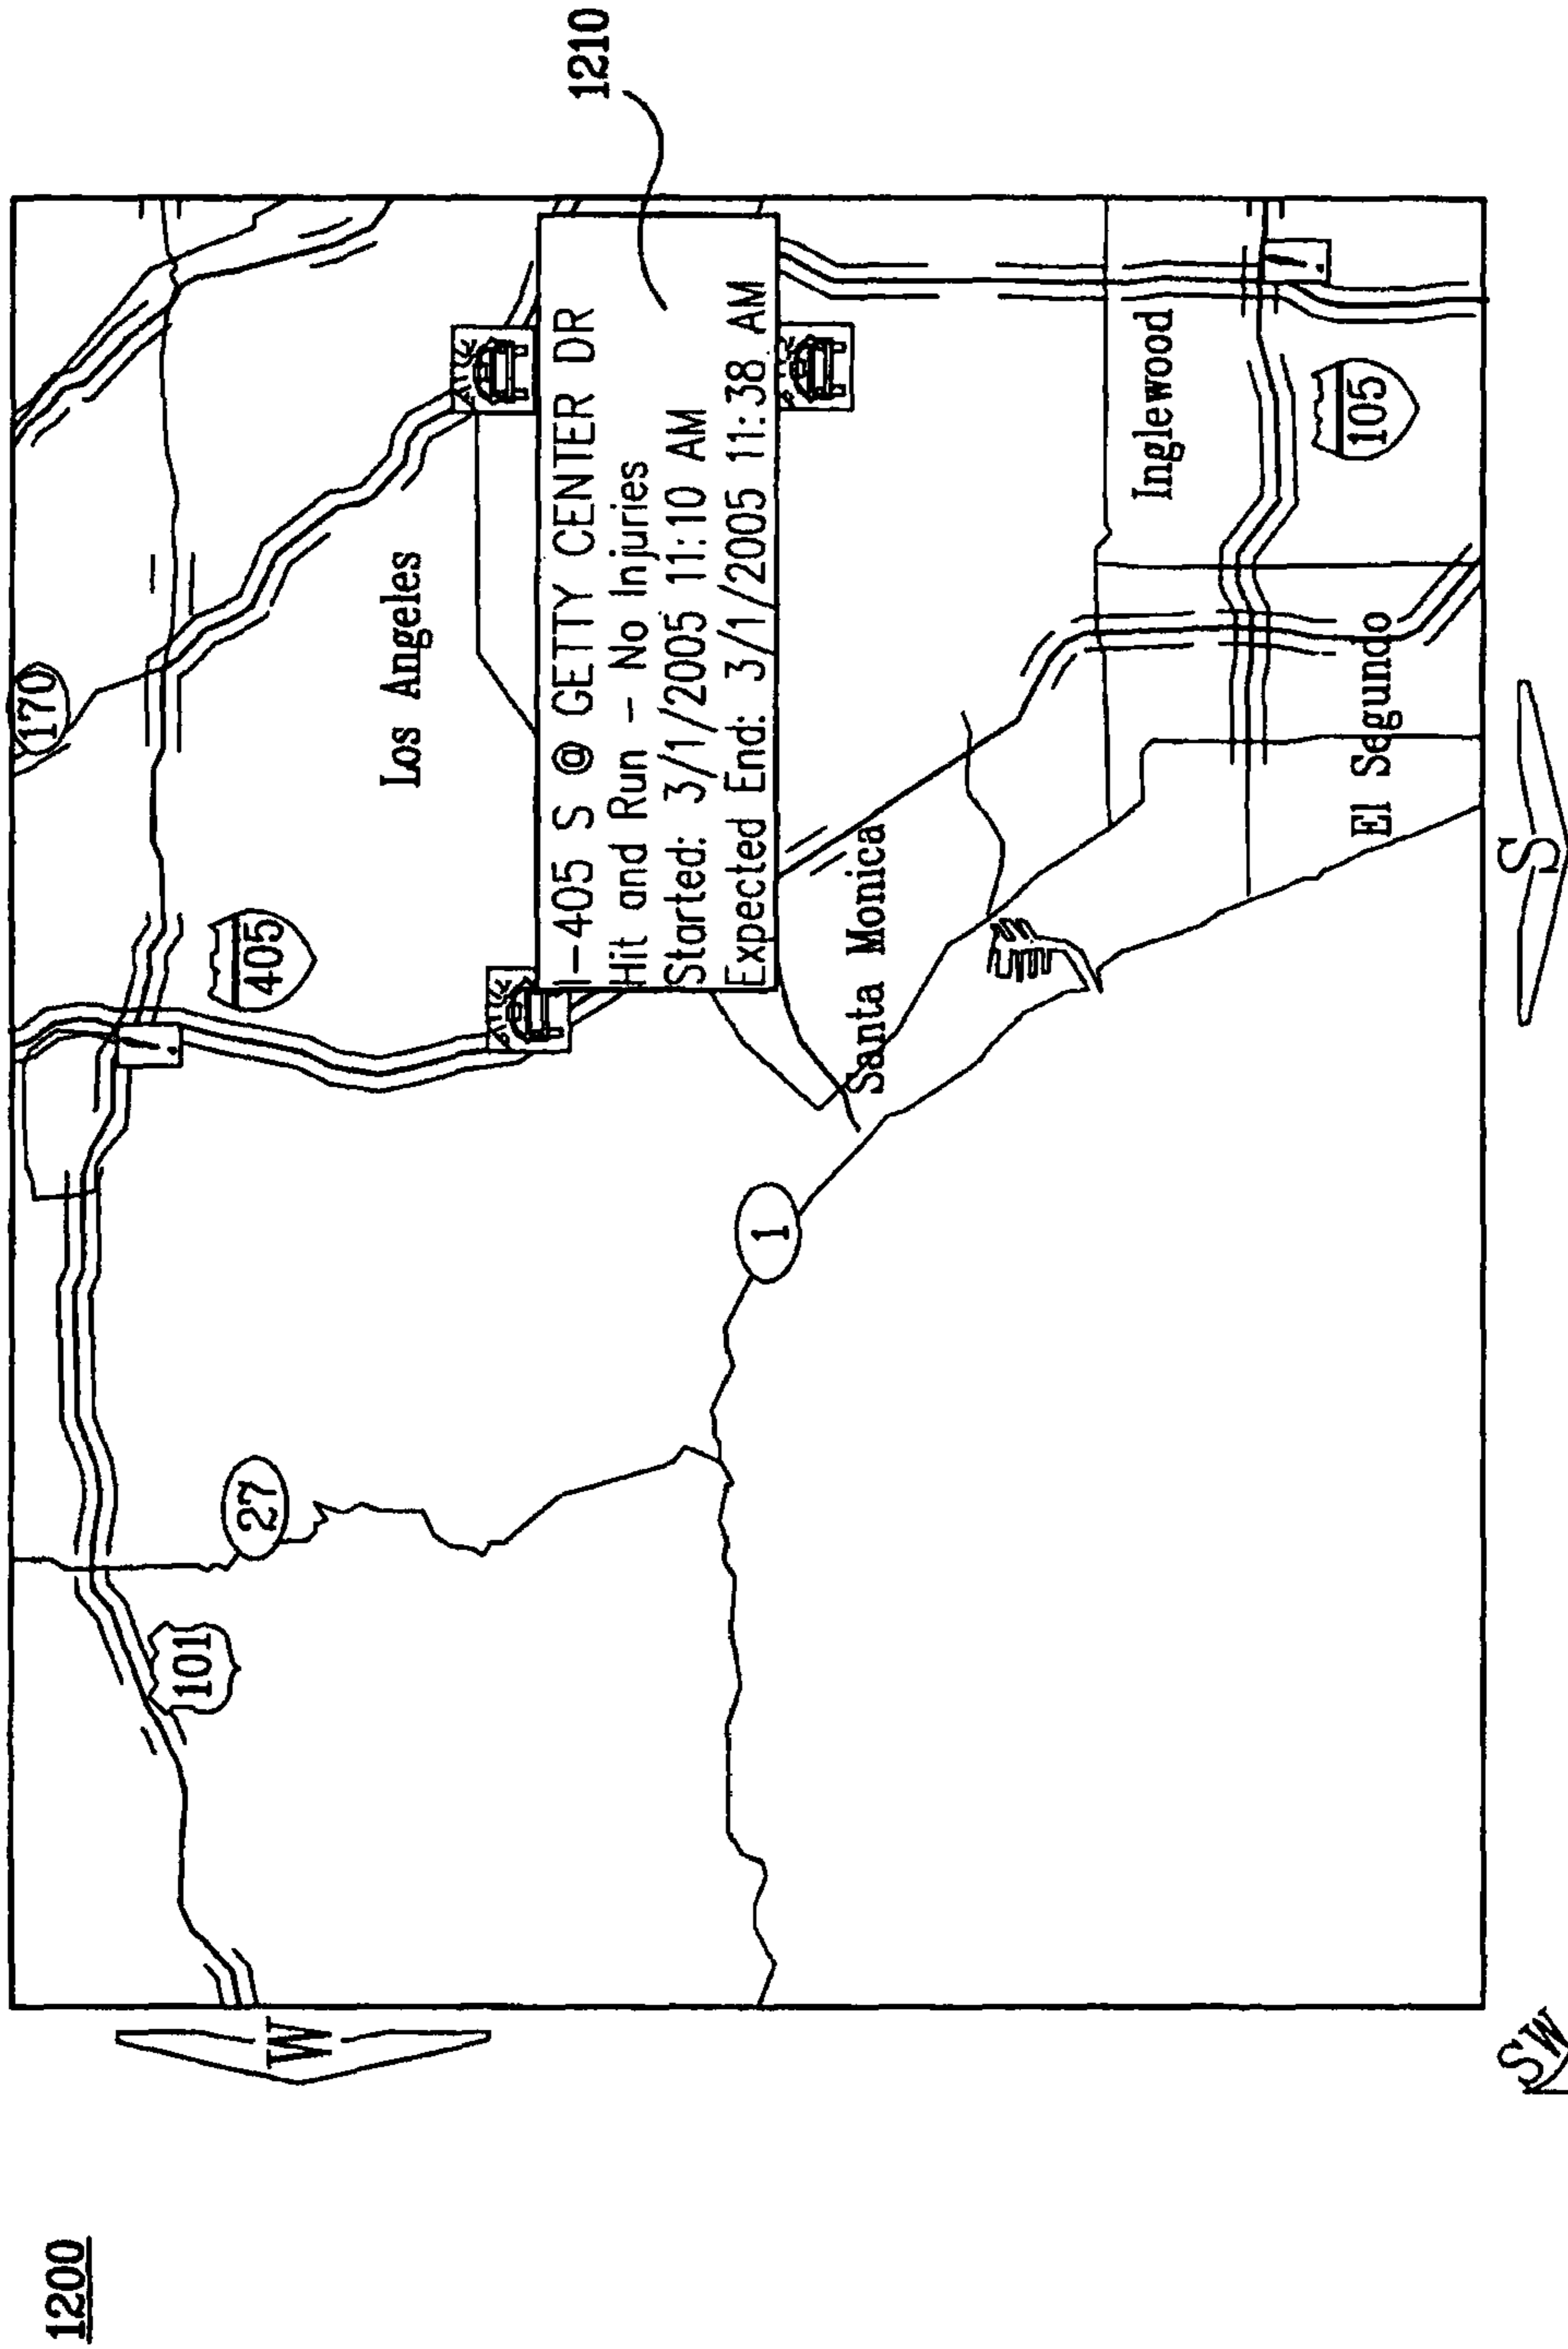 1200
170
405
101
27
Los Angeles
1210
I-405 S @ GETTY CENTER DR
Hit and Run - No Injuries
Started: 3/1/2005 11:10 AM
Expected End: 3/1/2005 11:38 AM
1
Santa Monica
Inglewood
105
El Segundo
W
SW
S